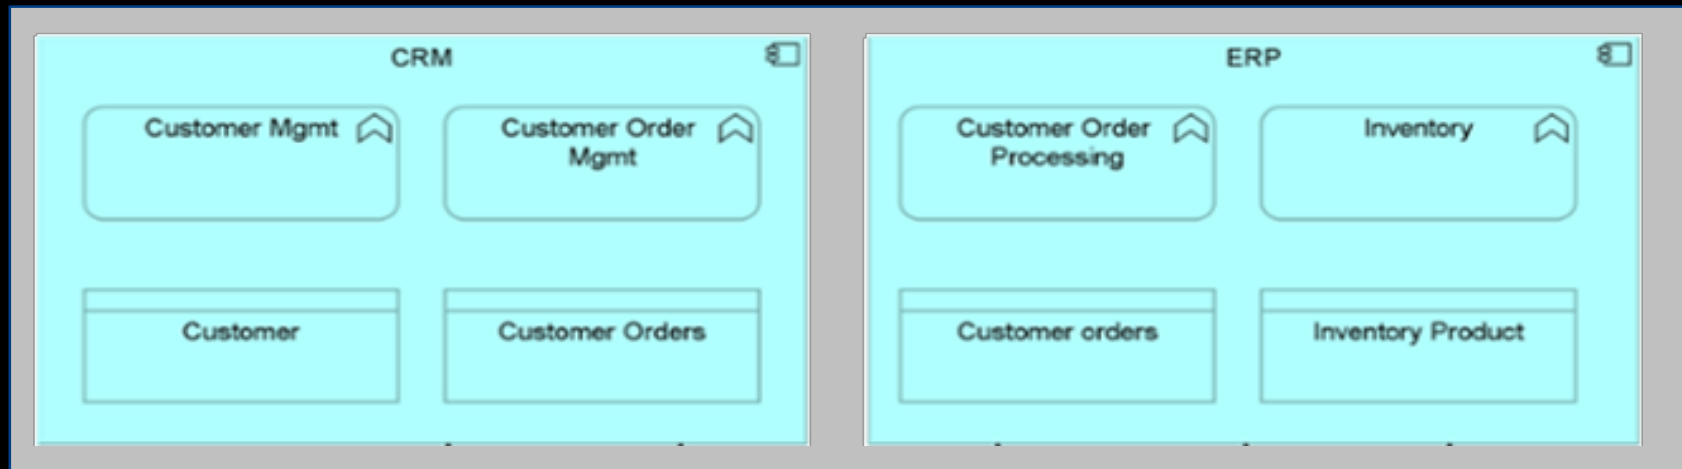 CRM
Customer Mgmt
Customer Order
Mgmt
Customer
Customer Orders
ERP
Customer Order
Processing
Inventory
Customer orders
Inventory Product